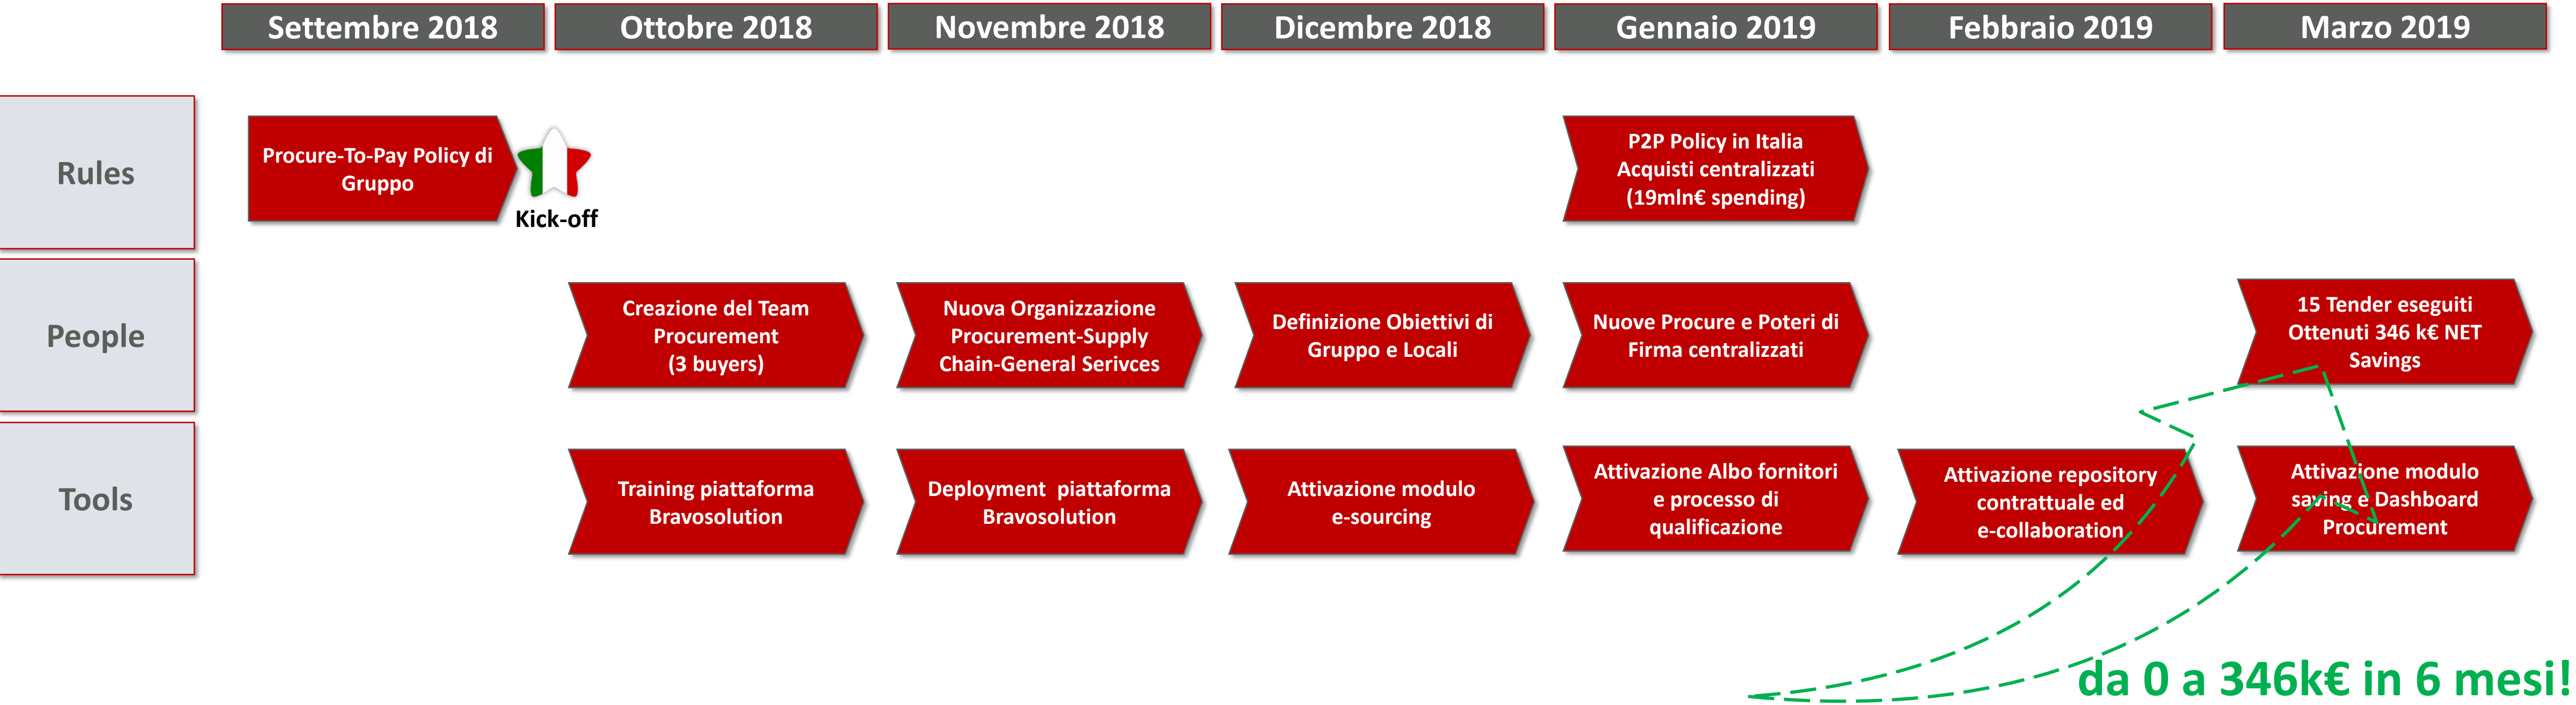 Settembre 2018
Ottobre 2018
Novembre 2018
Dicembre 2018
Gennaio 2019
Febbraio 2019
Marzo 2019
Rules
Procure-To-Pay Policy di
Gruppo
Kick-off
P2P Policy in Italia
Acquisti centralizzati
(19mln€ spending)
People
Creazione del Team
Procurement
(3 buyers)
Nuova Organizzazione
Procurement-Supply
Chain-General Serivces
Definizione Obiettivi di
Gruppo e Locali
Nuove Procure e Poteri di
Firma centralizzati
15 Tender eseguiti
Ottenuti 346 k€ NET
Savings
Tools
Training piattaforma
Bravosolution
Deployment piattaforma
Bravosolution
Attivazione modulo
e-sourcing
Attivazione Albo fornitori
e processo di
qualificazione
Attivazione repository
contrattuale ed
e-collaboration
Attivazione modulo
saving e Dashboard
Procurement
da 0 a 346k€ in 6 mesi!